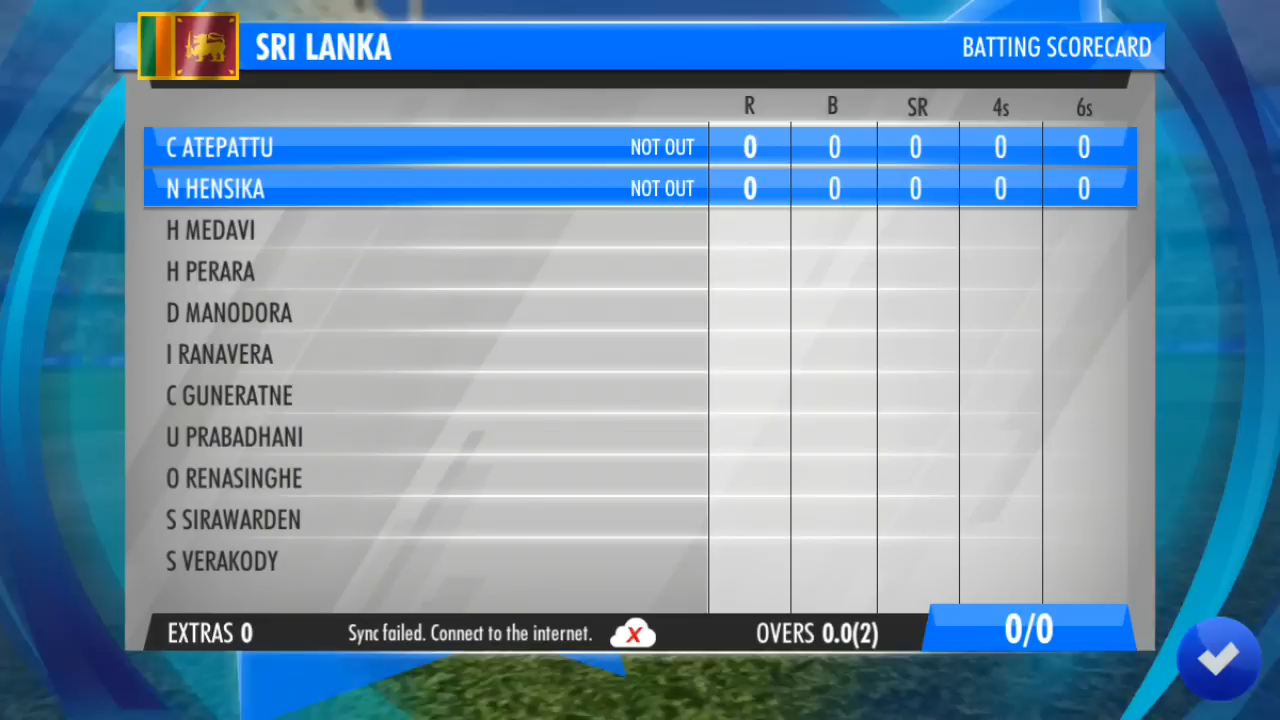 SRI LANKA BATTING SCORECARD
R B SR 4s 6s
C ATEPATTU NOT OUT 0 0 0 0 0
N HENSIKA NOT OUT 0 0 0 0 0
H MEDAVI
H PERARA
D MANODORA
I RANAVERA
C GUNERATNE
U PRABADHANI
O RENASINGHE
S SIRAWARDEN
S VERAKODY
EXTRAS 0 Sync failed. Connect to the internet. X OVERS 0.0(2) 0/0